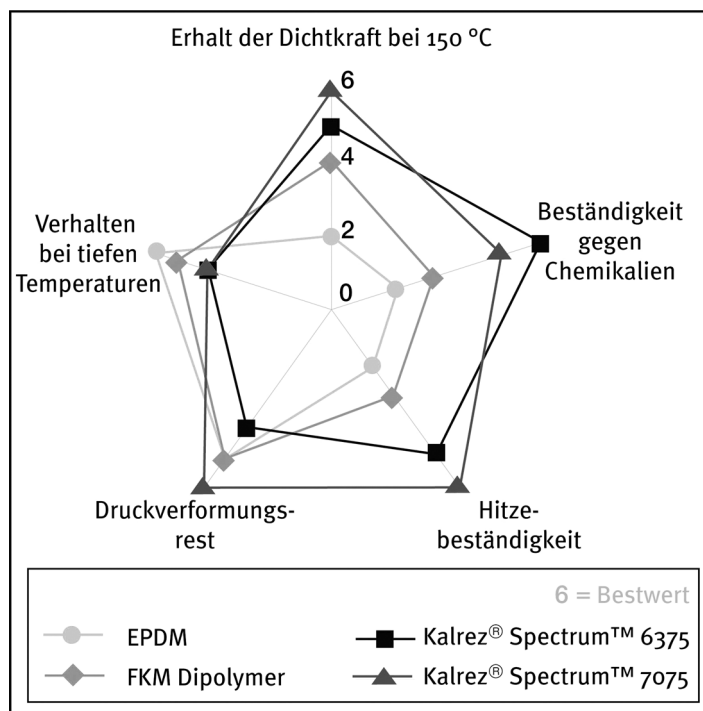 Erhalt der Dichtkraft bei 150 °C
6
4
2
0
Verhalten
bei tiefen
Temperaturen
Beständigkeit
gegen
Chemikalien
Druckverformungs-
rest
Hitze-
beständigkeit
6 = Bestwert
EPDM
Kalrez® Spectrum™ 6375
FKM Dipolymer
Kalrez® Spectrum™ 7075